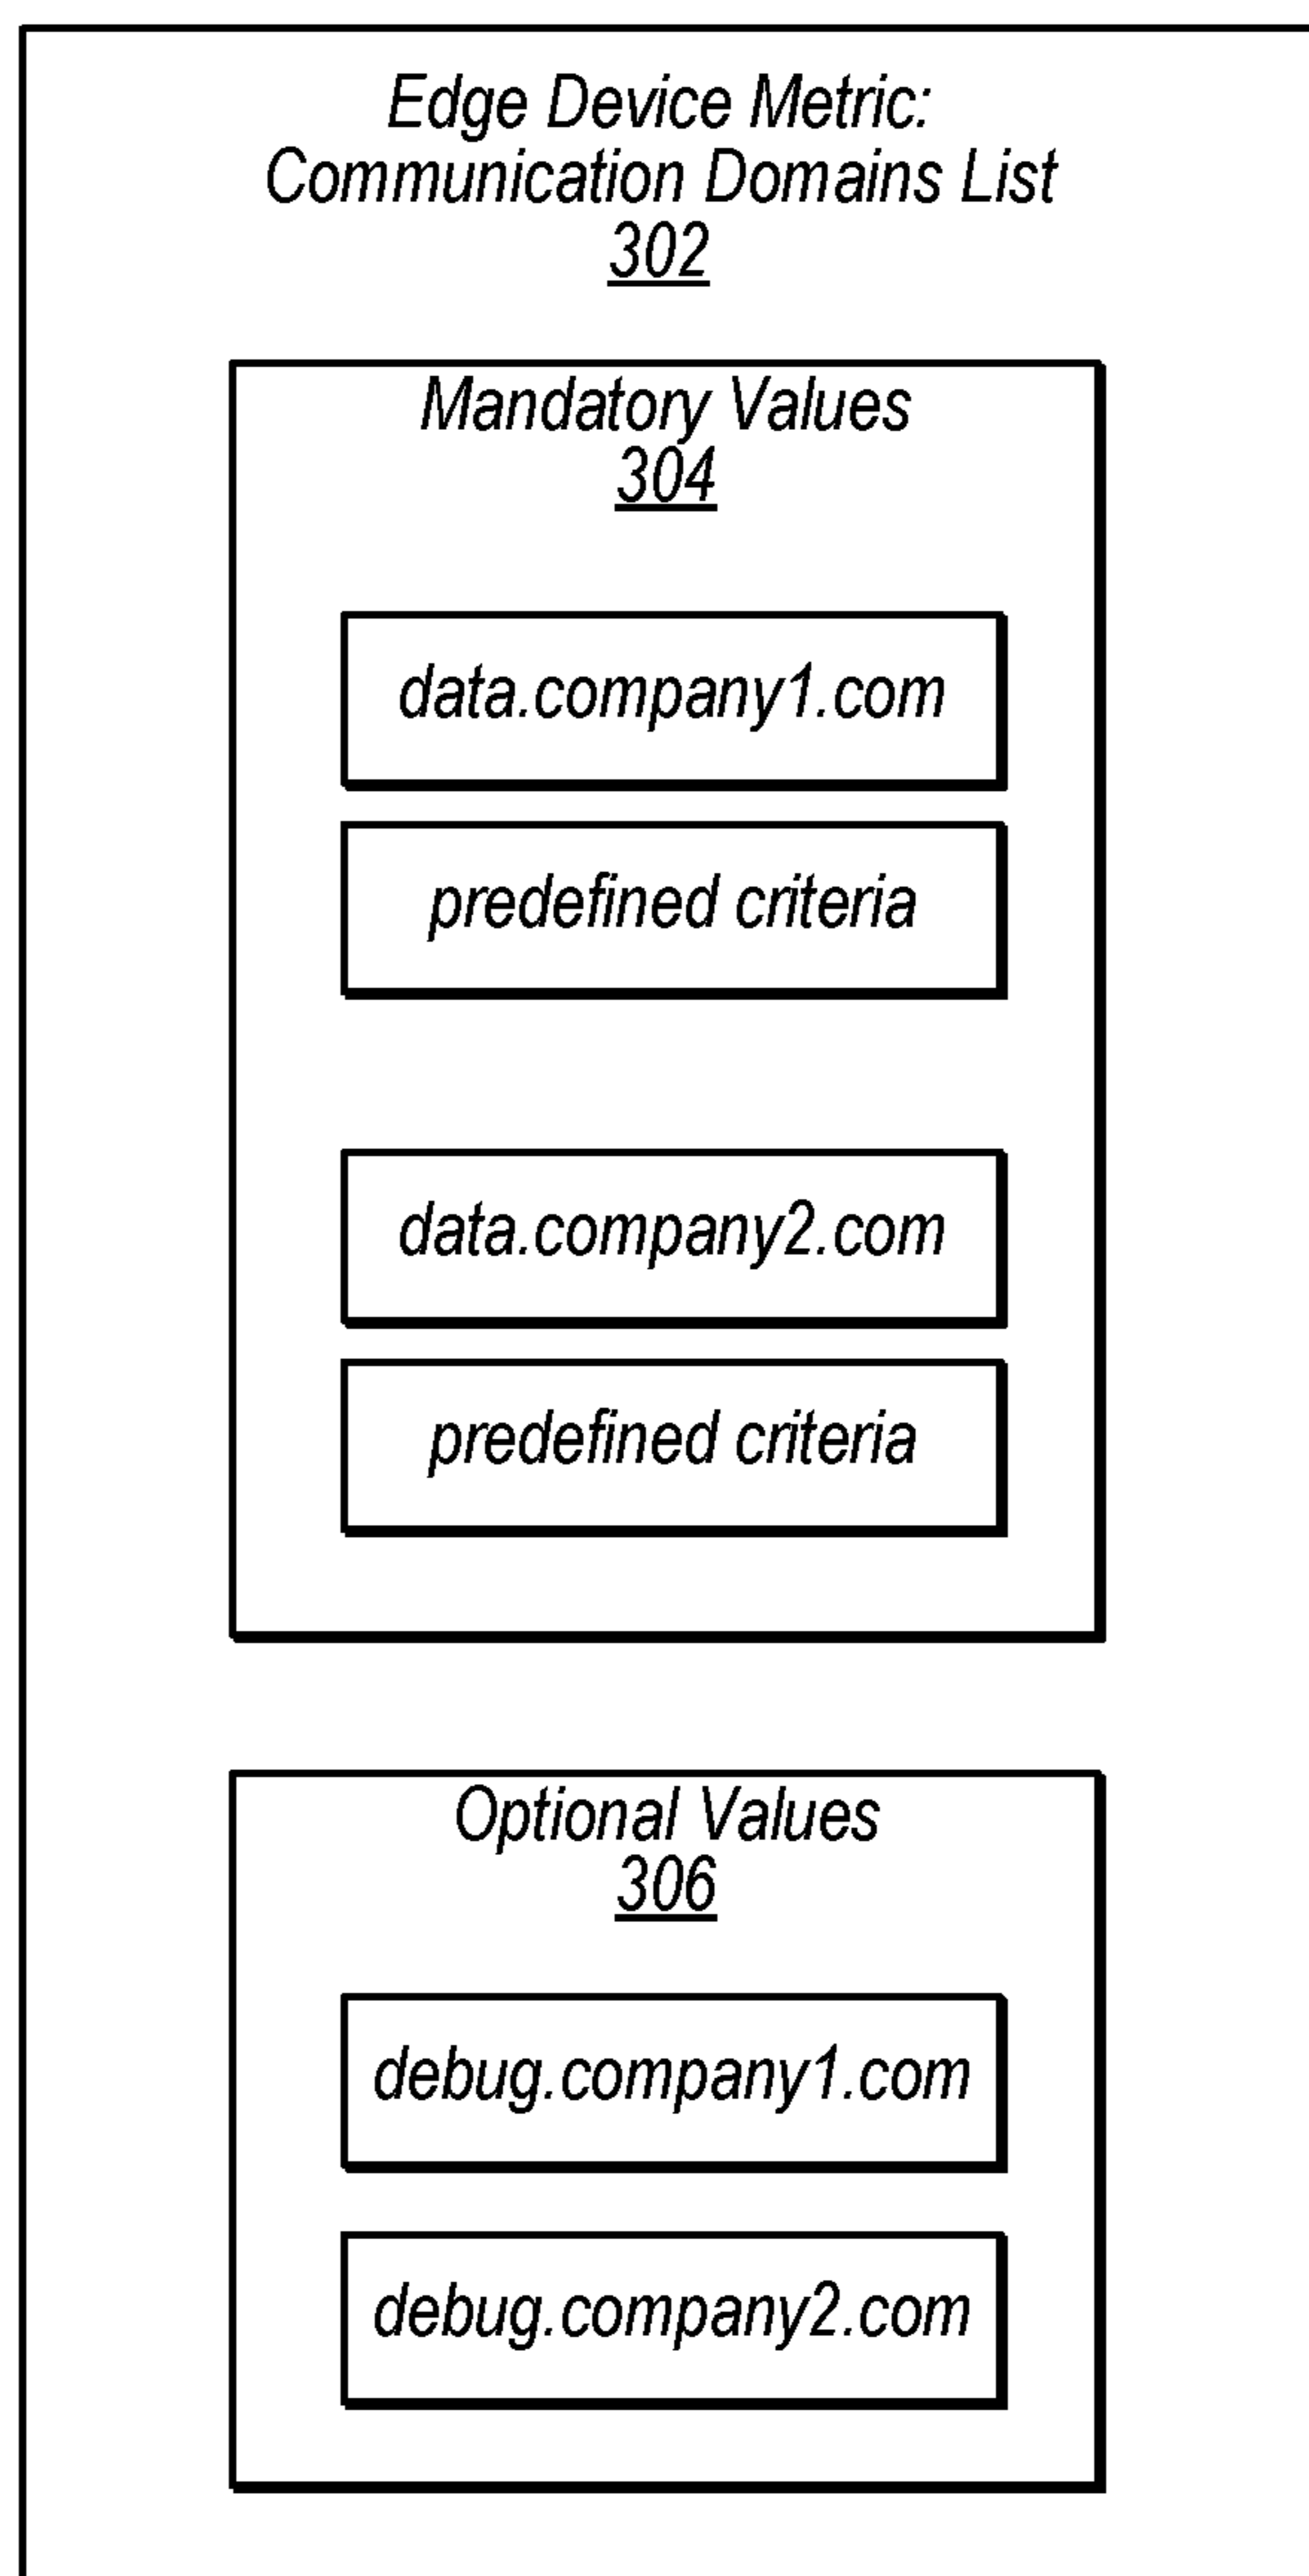 Edge Device Metric:
Communication Domains List
302
Mandatory Values
304
data.company1.com
predefined criteria
data.company2.com
predefined criteria
Optional Values
306
debug.company1.com
debug.company2.com